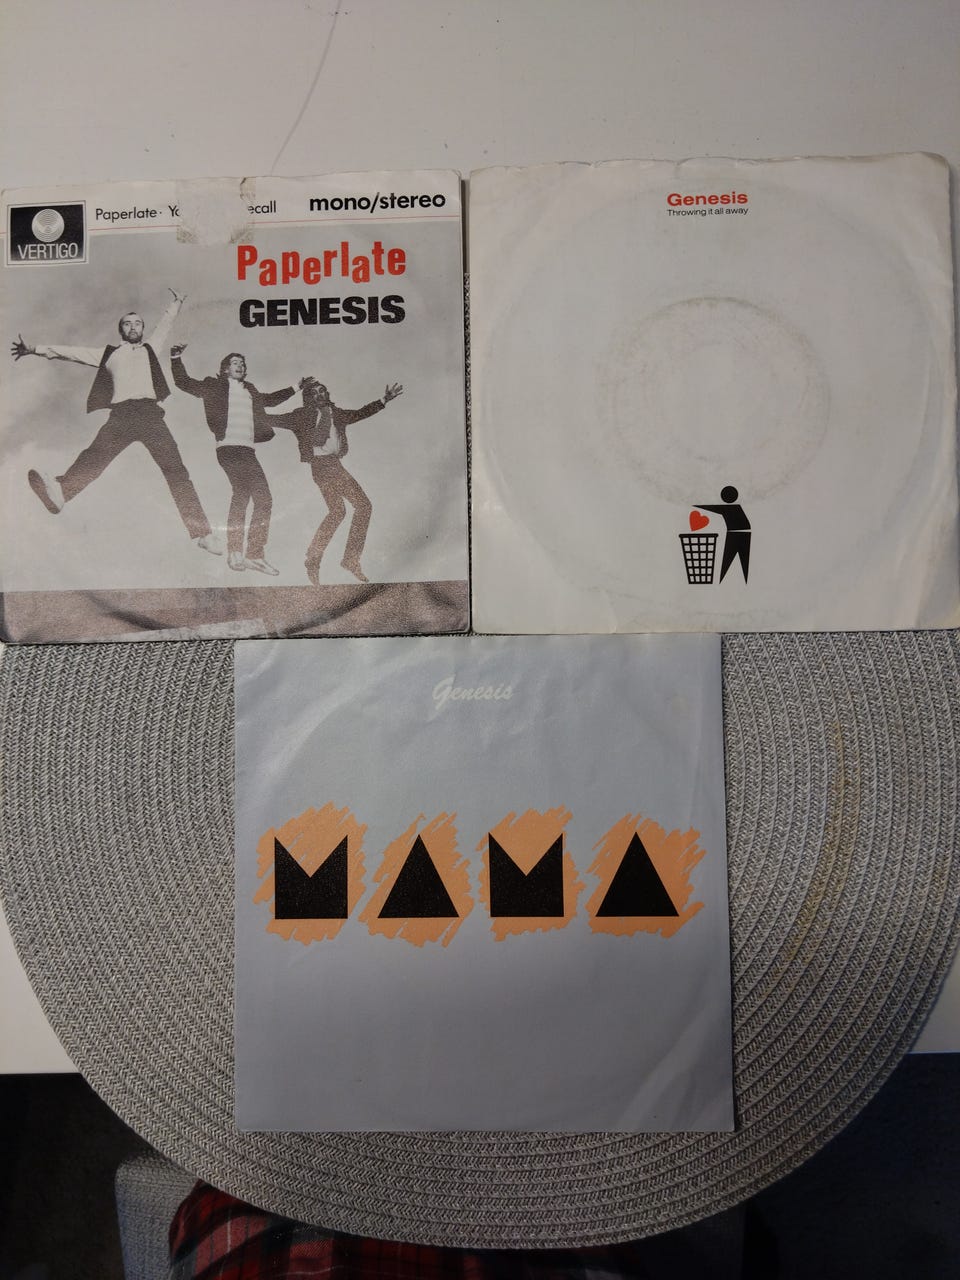 VERTIGO
Paperlate· Yo ecall
mono/stereo
Paperlate
GENESIS
Genesis
Throwing it all away
Genesis
MAMA